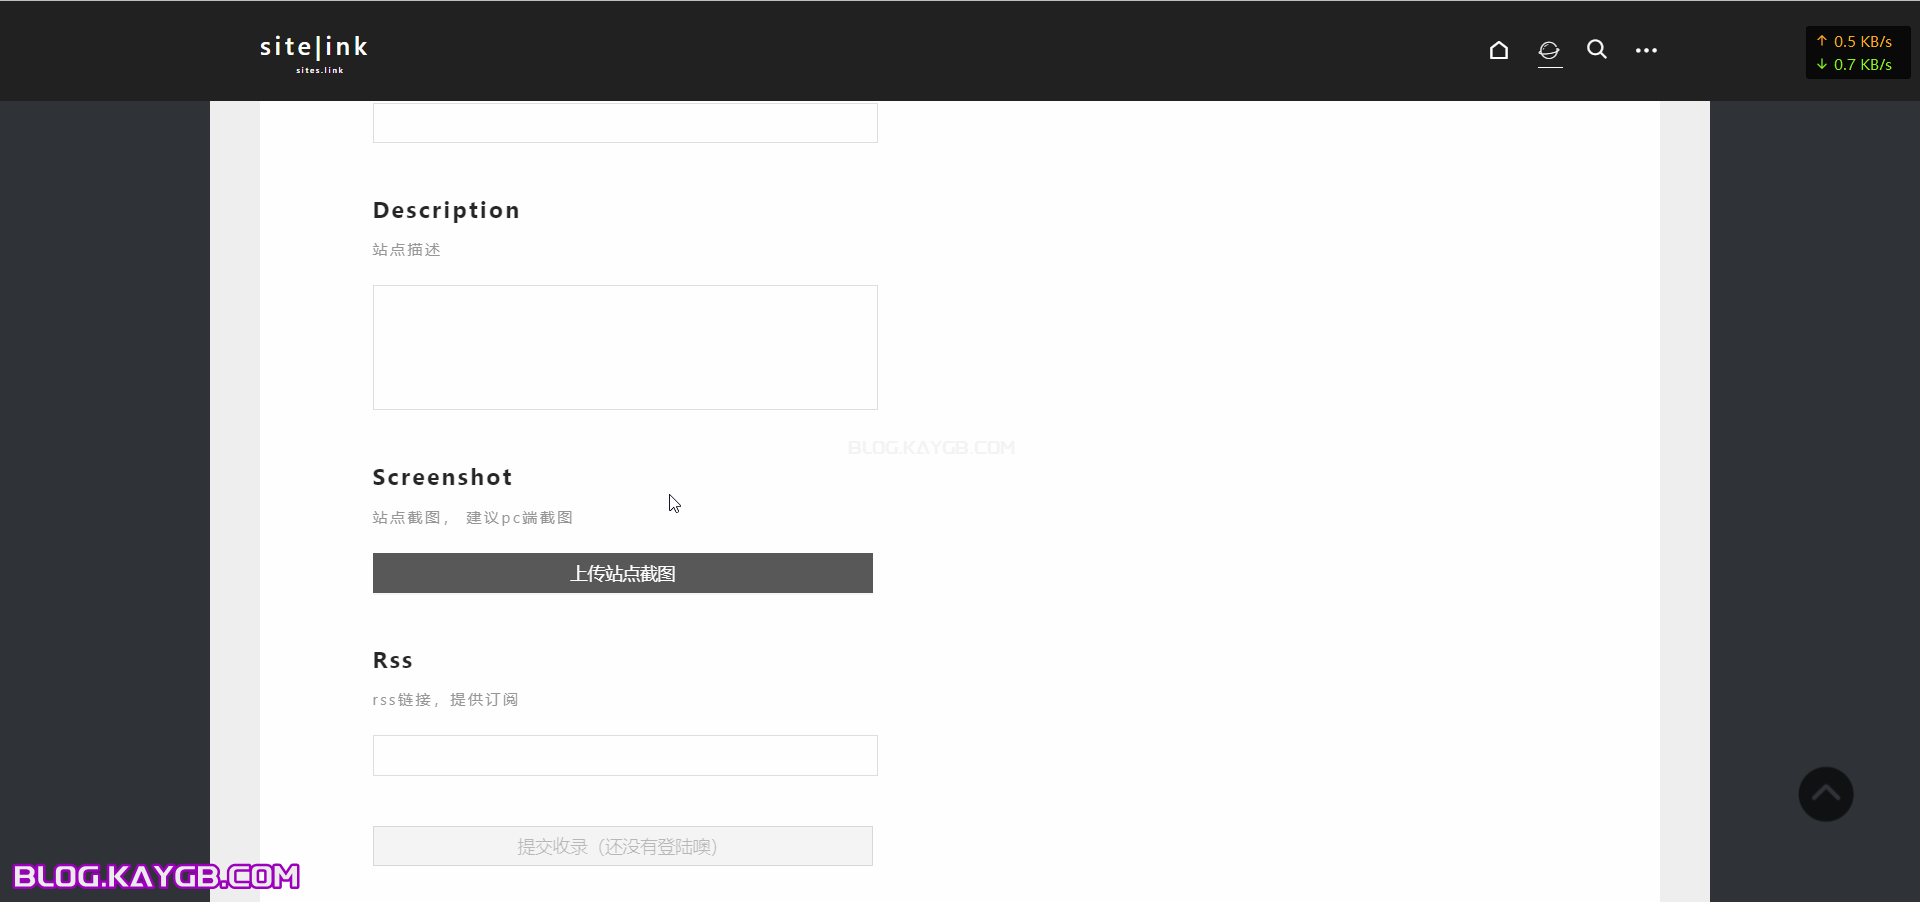 site|ink
sites.link
↑ 0.5 KB/s
↓ 0.7 KB/s
Description
站点描述
BLOG.KAYGB.COM
Screenshot
站点截图， 建议pc端截图
上传站点截图
Rss
rss链接，提供订阅
提交收录（还没有登陆噢）
BLOG.KAYGB.COM